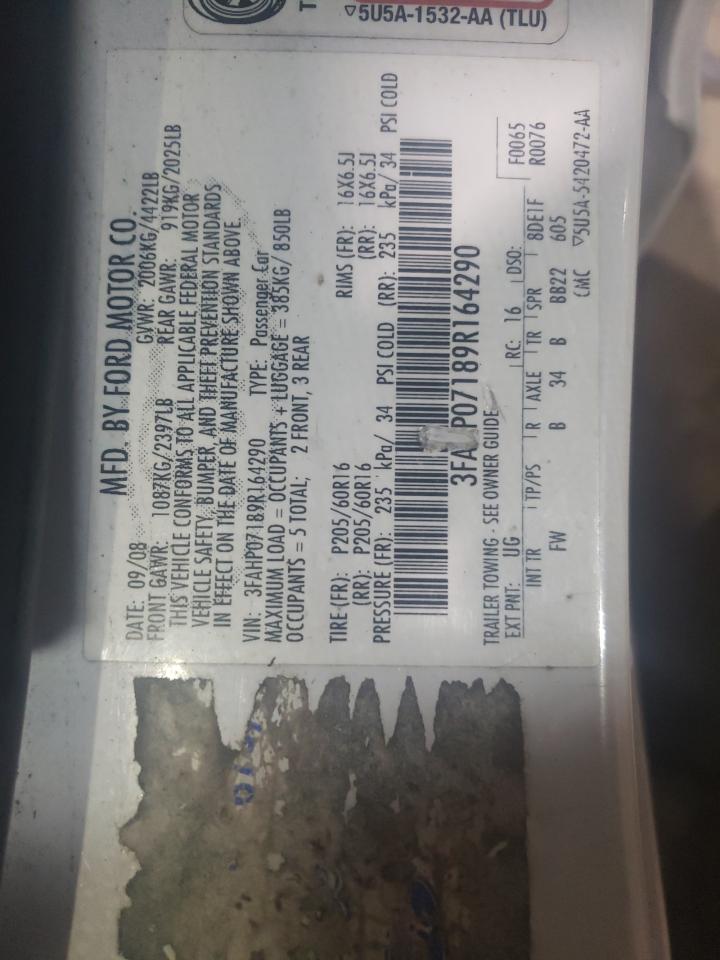 5U5A-1532-AA (TLU)
MFD. BY FORD MOTOR CO.
DATE: 09/08 GVWR: 2006KG/4422LB
FRONT GAWR: 1087KG/2397LB REAR GAWR: 919KG/2025LB
THIS VEHICLE CONFORMS TO ALL APPLICABLE FEDERAL MOTOR
VEHICLE SAFETY, BUMPER, AND THEFT PREVENTION STANDARDS
IN EFFECT ON THE DATE OF MANUFACTURE SHOWN ABOVE.
VIN: 3FAHP07189R164290 TYPE: Passenger Car
MAXIMUM LOAD = OCCUPANTS + LUGGAGE = 385KG/ 850LB
OCCUPANTS = 5 TOTAL; 2 FRONT, 3 REAR
TIRE (FR): P205/60R16 RIMS (FR): 16X6.5J
(RR): P205/60R16 (RR): 16X6.5J
PRESSURE (FR): 235 kPa/ 34 PSI COLD (RR): 235 kPa/ 34 PSI COLD
3FA P07189R164290
TRAILER TOWING - SEE OWNER GUIDE
EXT PNT: UG RC: 16 DSO: F0065
R0076
INT TR TP/PS R AXLE TR SPR 8DE1F
FW B 34 B BB22 605
CMC ▽5U5A-5420472-AA